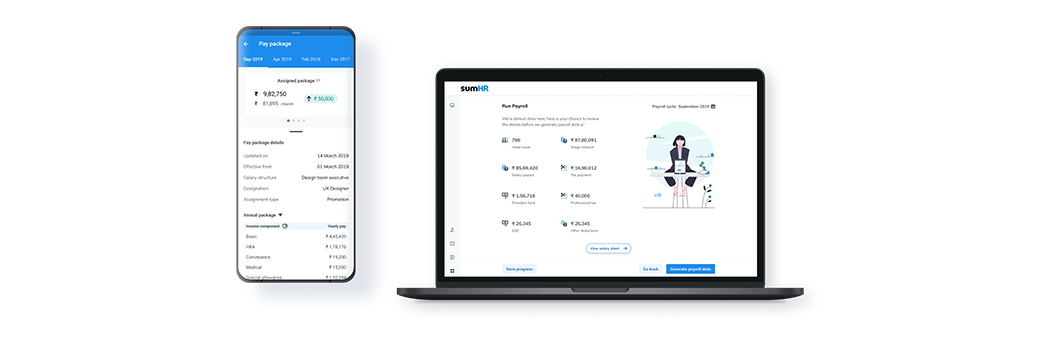 Pay package
Sep 2019 Apr 2019 Feb 2018 Dec 2017
Assigned package
₹ 9,82,750
₹ 81,895 /month
₹ 50,000
Pay package details
Updated on 14 March 2019
Effective from 01 March 2019
Salary structure Design team executive
Designation UX Designer
Assignment type Promotion
Annual package
Income component Yearly pay
Basic ₹ 4,45,439
HRA ₹ 1,78,176
Conveyance ₹ 19,200
Medical ₹ 15,000
Special allowance
sumHR
Run Payroll
Payroll cycle: September 2019
We're almost done here, here is your chance to review
the details before we generate payroll data
Head count
₹ 87,80,091
Wage Amount
₹ 85,69,420
Salary payout
₹ 16,90,012
Tax payment
₹ 1,56,718
Provident fund
₹ 40,000
Professional tax
₹ 26,345
ESIC
₹ 26,345
Other deductions
View salary sheet
Save progress
Go back
Generate payroll data